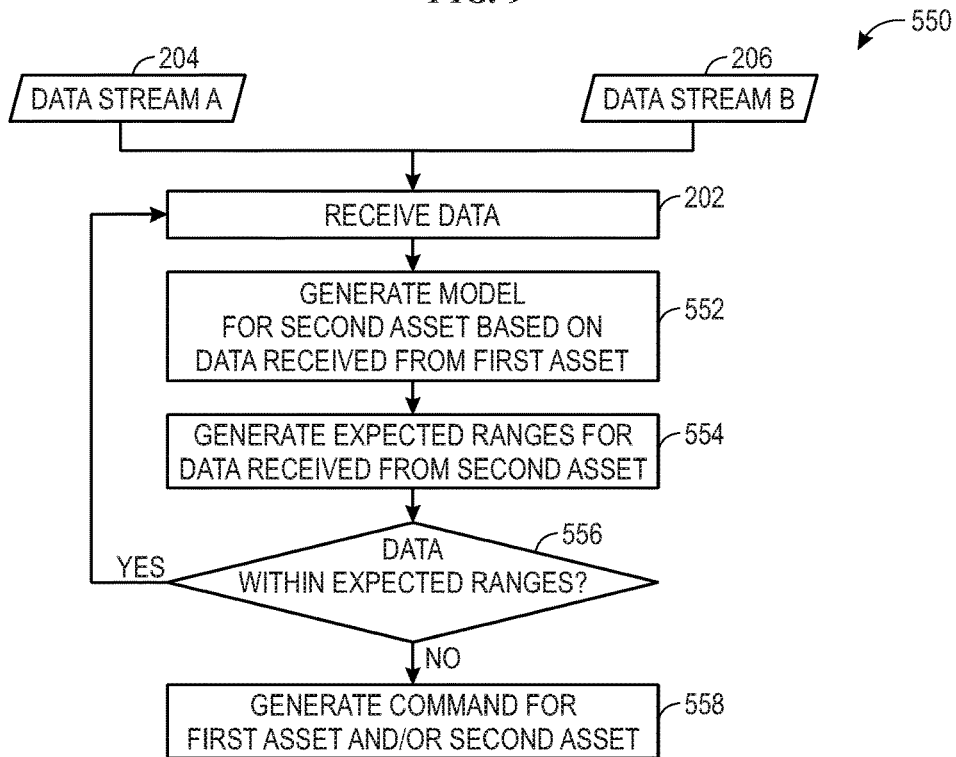 550
204
206
DATA STREAM A
DATA STREAM B
RECEIVE DATA
202
GENERATE MODEL
FOR SECOND ASSET BASED ON
DATA RECEIVED FROM FIRST ASSET
552
GENERATE EXPECTED RANGES FOR
DATA RECEIVED FROM SECOND ASSET
554
DATA
WITHIN EXPECTED RANGES?
556
YES
NO
GENERATE COMMAND FOR
FIRST ASSET AND/OR SECOND ASSET
558